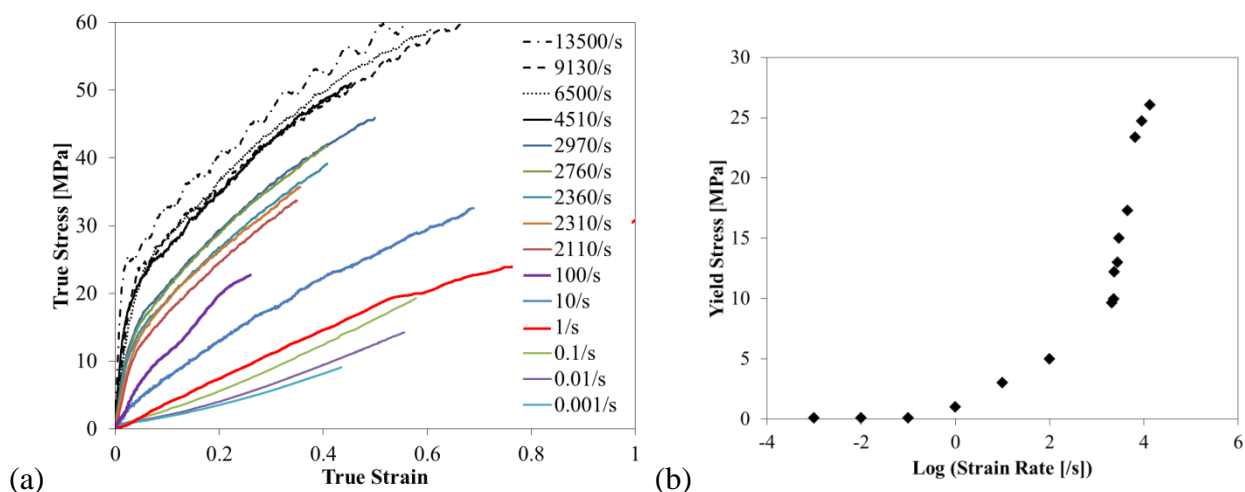 60
50
40
30
20
10
0
0
0.2
0.4
0.6
0.8
1
True Stress [MPa]
True Strain
13500/s
9130/s
6500/s
4510/s
2970/s
2760/s
2360/s
2310/s
2110/s
100/s
10/s
1/s
0.1/s
0.01/s
0.001/s
(a)
30
25
20
15
10
5
0
-4
-2
0
2
4
6
Yield Stress [MPa]
Log (Strain Rate [/s])
(b)